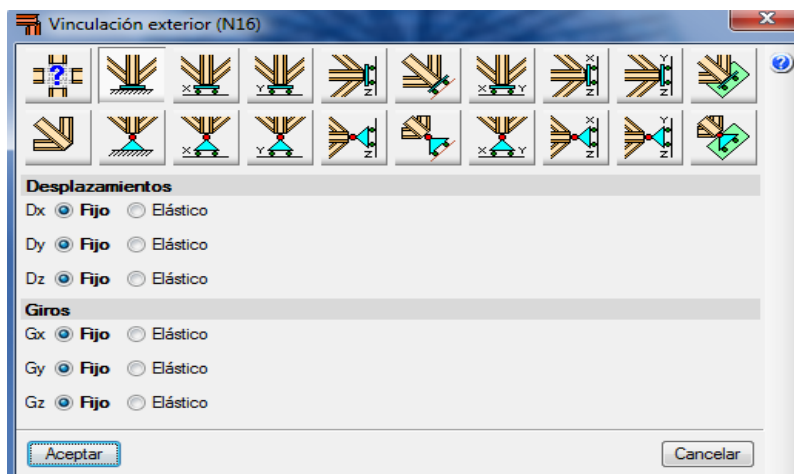 Vinculación exterior (N16)
?
X Y X Z Y Z
X Y X Y X Z Y Z
Desplazamientos
Dx Fijo Elástico
Dy Fijo Elástico
Dz Fijo Elástico
Giros
Gx Fijo Elástico
Gy Fijo Elástico
Gz Fijo Elástico
Aceptar Cancelar